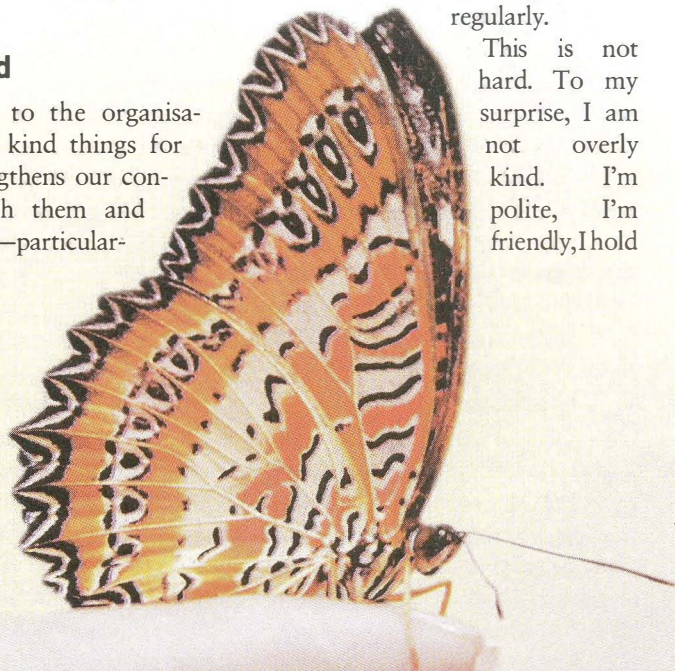 d
to the organisa-
kind things for
gthens our con-
h them and
—particular-
regularly.
This is not
hard. To my
surprise, I am
not overly
kind. I'm
polite, I'm
friendly, I hold